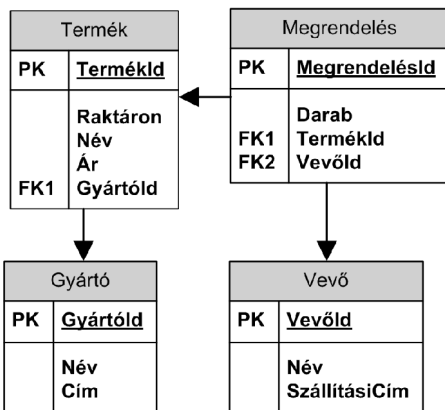 Termék
PK TermékId
Raktáron
Név
Ár
FK1 GyártóId
Megrendelés
PK MegrendelésId
Darab
FK1 TermékId
FK2 VevőId
Gyártó
PK GyártóId
Név
Cím
Vevő
PK VevőId
Név
SzállításiCím